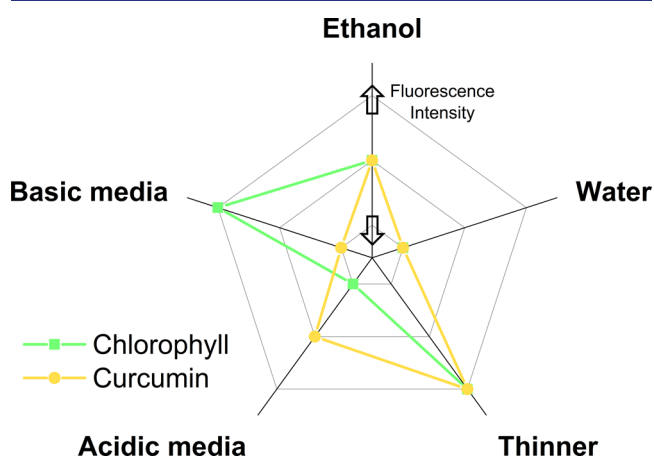 Ethanol
Fluorescence
Intensity
Basic media
Water
Chlorophyll
Curcumin
Acidic media
Thinner